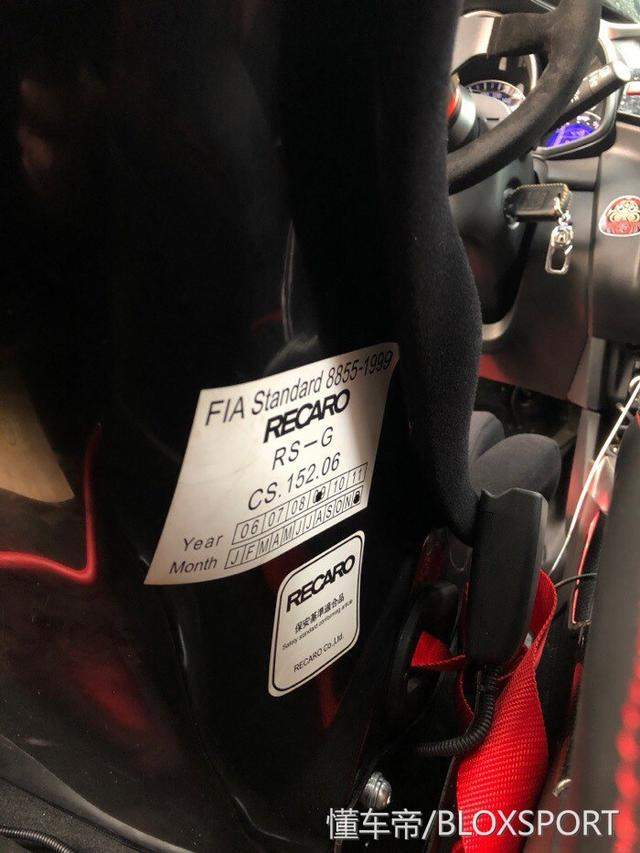 FIA Standard 8855-1999
RECARO
RS-G
CS.152.06
Year 06 07 08 10 11
Month J F M A M J J A S O N
RECARO
保安基準適合品
Safety standard conforming article
RECARO Co.,Ltd.
懂车帝/BLOXSPORT